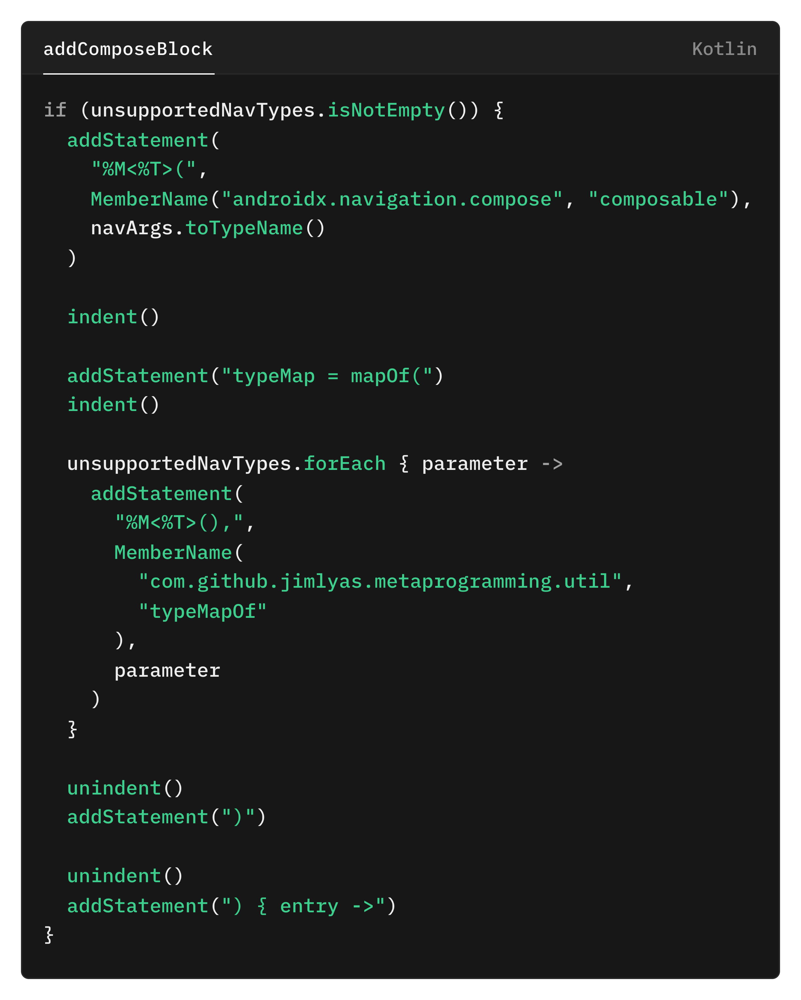 addComposeBlock
Kotlin
if (unsupportedNavTypes.isNotEmpty()) {
addStatement(
"%M<%T>(",
MemberName("androidx.navigation.compose", "composable"),
navArgs.toTypeName()
)
indent()
addStatement("typeMap = mapOf(")
indent()
unsupportedNavTypes.forEach { parameter ->
addStatement(
"%M<%T>(),",
MemberName(
"com.github.jimlyas.metaprogramming.util",
"typeMapOf"
),
parameter
)
}
unindent()
addStatement(")")
unindent()
addStatement(") { entry ->")
}